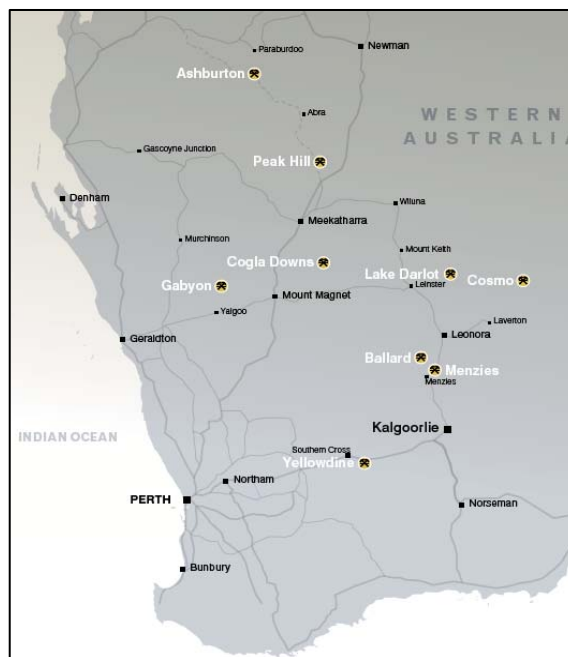 Newman
Paraburdoo
Ashburton
WESTERN
AUSTRALIA
Abra
Gascoyne Junction
Peak Hill
Denham
Wiluna
Meekatharra
Murchinson
Mount Keith
Cogla Downs
Lake Darlot
Cosmo
Gabyon
Leinster
Mount Magnet
Yalgoo
Laverton
Geraldton
Leonora
Ballard
Menzies
Menzies
Kalgoorlie
INDIAN OCEAN
Southern Cross
Yellowdine
Northam
PERTH
Norseman
Bunbury